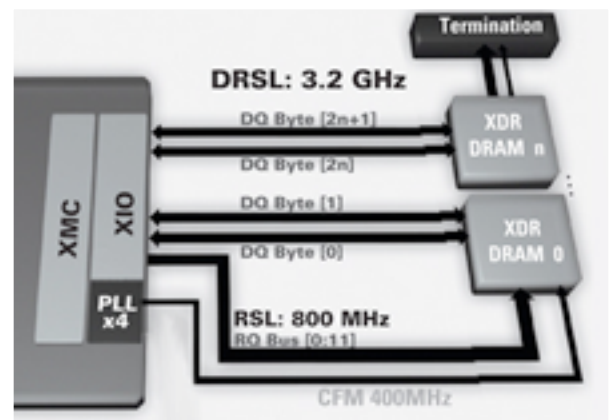 Termination
DRSL: 3.2 GHz
DQ Byte [2n+1]
XDR
DRAM n
DQ Byte [2n]
DQ Byte [1]
XMC
XIO
XDR
DRAM 0
DQ Byte [0]
PLL
x4
RSL: 800 MHz
RQ Bus [0:11]
CFM 400MHz